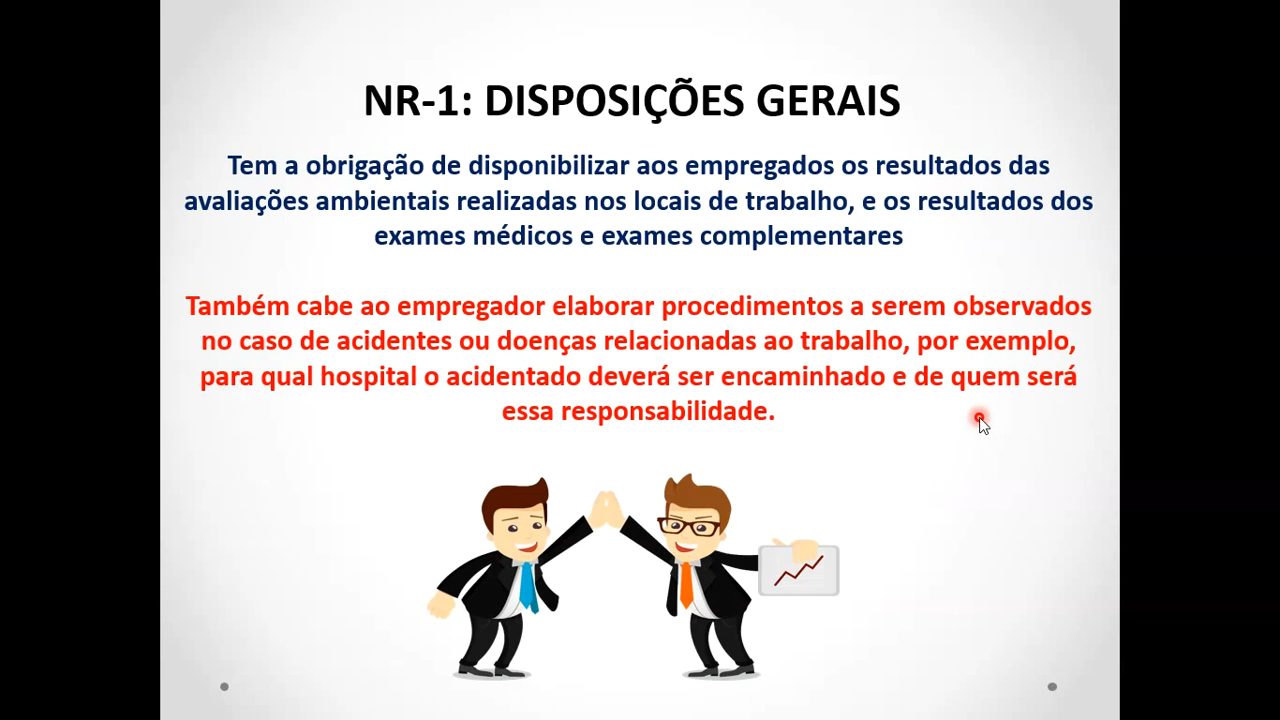 NR-1: DISPOSIÇÕES GERAIS
Tem a obrigação de disponibilizar aos empregados os resultados das
avaliações ambientais realizadas nos locais de trabalho, e os resultados dos
exames médicos e exames complementares
Também cabe ao empregador elaborar procedimentos a serem observados
no caso de acidentes ou doenças relacionadas ao trabalho, por exemplo,
para qual hospital o acidentado deverá ser encaminhado e de quem será
essa responsabilidade.